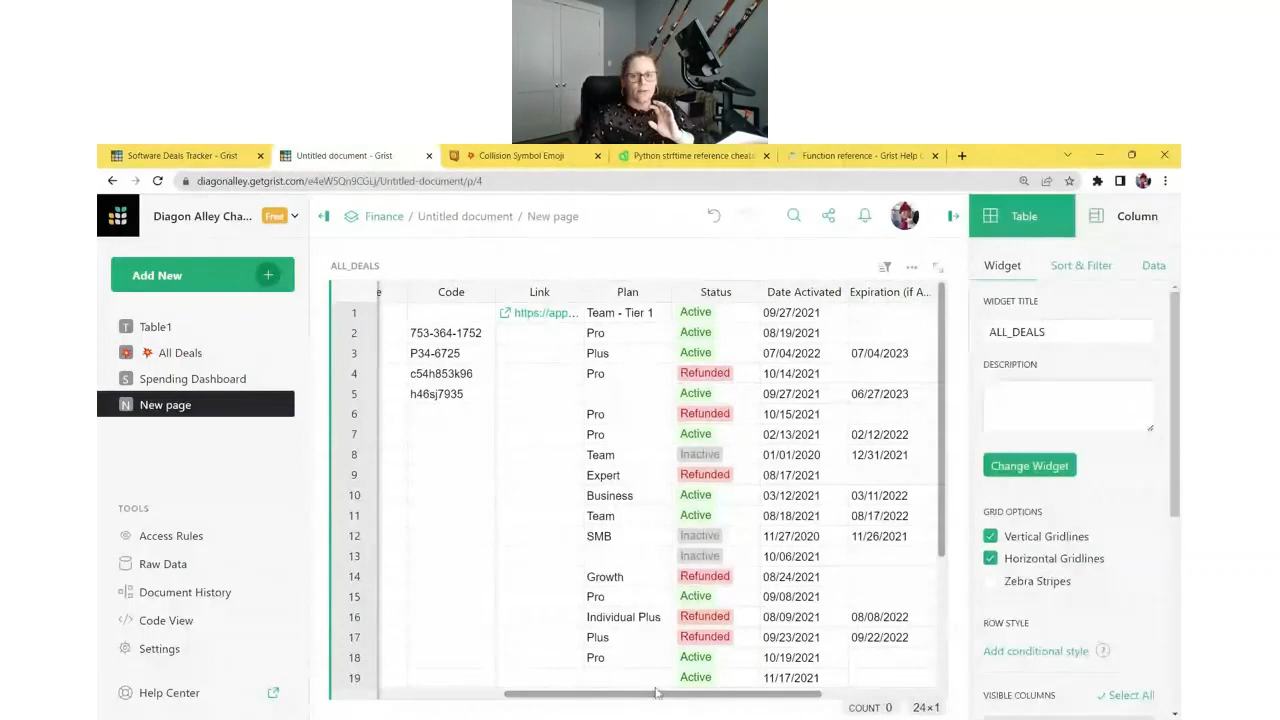 Software Deals Tracker - Grist
Untitled document - Grist
Collision Symbol Emoji
Python strftime reference cheats
Function reference - Grist Help C
diagonalley.getgrist.com/e4eW5Qn9CGLj/Untitled-document/p/4
Diagon Alley Cha...
Free
Finance / Untitled document / New page
Table
Column
Add New
Table1
All Deals
Spending Dashboard
New page
TOOLS
Access Rules
Raw Data
Document History
Code View
Settings
Help Center
ALL_DEALS
Code Link Plan Status Date Activated Expiration (if A...
1 https://app... Team - Tier 1 Active 09/27/2021
2 753-364-1752 Pro Active 08/19/2021
3 P34-6725 Plus Active 07/04/2022 07/04/2023
4 c54h853k96 Pro Refunded 10/14/2021
5 h46sj7935 Active 09/27/2021 06/27/2023
6 Pro Refunded 10/15/2021
7 Pro Active 02/13/2021 02/12/2022
8 Team Inactive 01/01/2020 12/31/2021
9 Expert Refunded 08/17/2021
10 Business Active 03/12/2021 03/11/2022
11 Team Active 08/18/2021 08/17/2022
12 SMB Inactive 11/27/2020 11/26/2021
13 Inactive 10/06/2021
14 Growth Refunded 08/24/2021
15 Pro Active 09/08/2021
16 Individual Plus Refunded 08/09/2021 08/08/2022
17 Plus Refunded 09/23/2021 09/22/2022
18 Pro Active 10/19/2021
19 Active 11/17/2021
COUNT 0 24×1
Widget Sort & Filter Data
WIDGET TITLE
ALL_DEALS
DESCRIPTION
Change Widget
GRID OPTIONS
Vertical Gridlines
Horizontal Gridlines
Zebra Stripes
ROW STYLE
Add conditional style ?
VISIBLE COLUMNS Select All